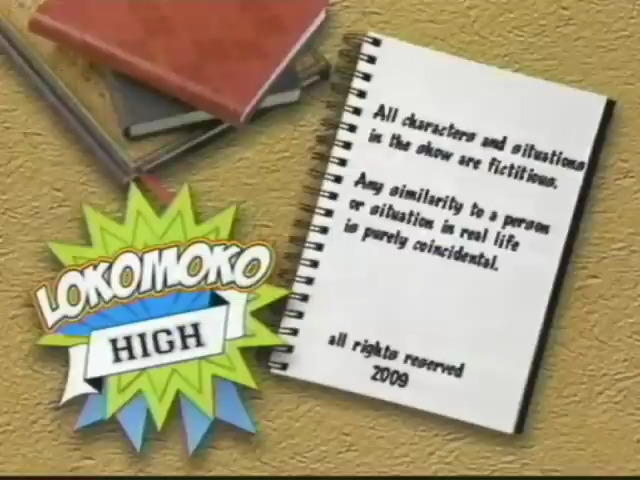 All characters and situations
in the show are fictitious.
Any similarity to a person
or situation in real life
is purely coincidental.
all rights reserved
2009
LOKOMOKO
HIGH